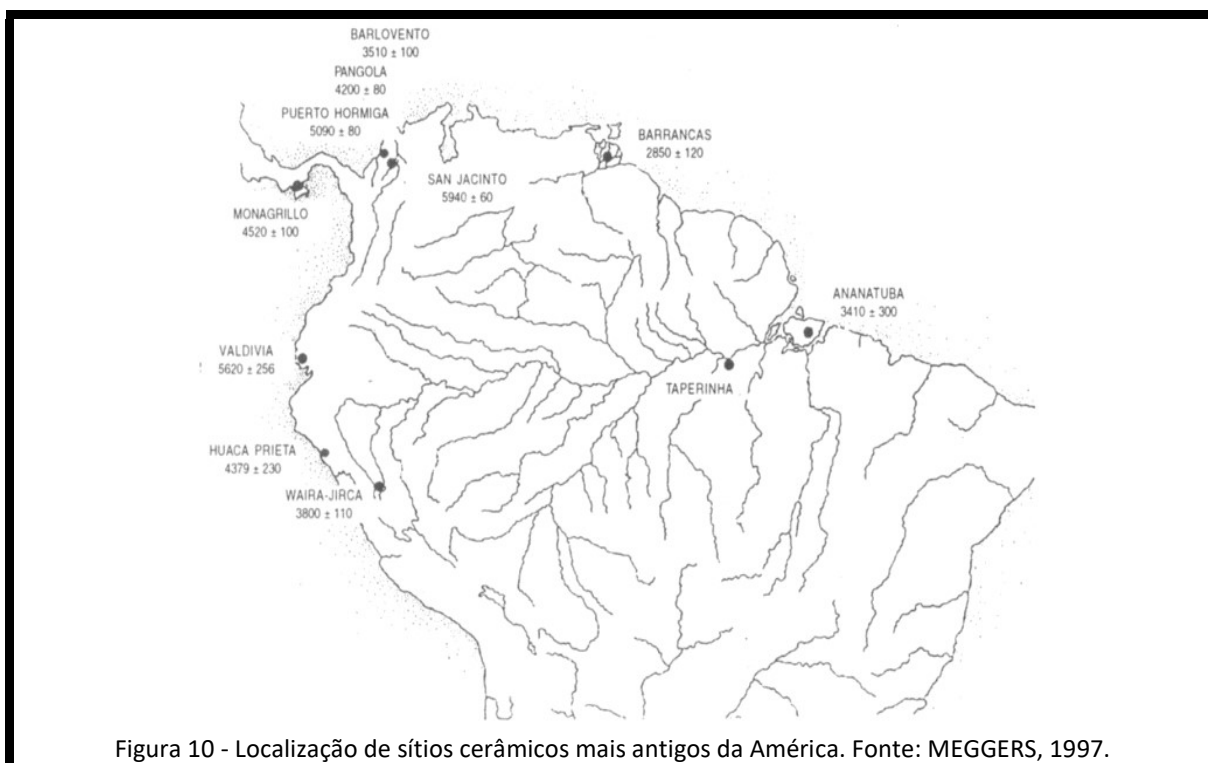 BARLOVENTO
3510 ± 100
PANGOLA
4200 ± 80
PUERTO HORMIGA
5090 ± 80
BARRANCAS
2850 ± 120
SAN JACINTO
5940 ± 60
MONAGRILLO
4520 ± 100
ANANATUBA
3410 ± 300
VALDIVIA
5620 ± 256
TAPERINHA
HUACA PRIETA
4379 ± 230
WAIRA-JIRCA
3800 ± 110
Figura 10 - Localização de sítios cerâmicos mais antigos da América. Fonte: MEGGERS, 1997.